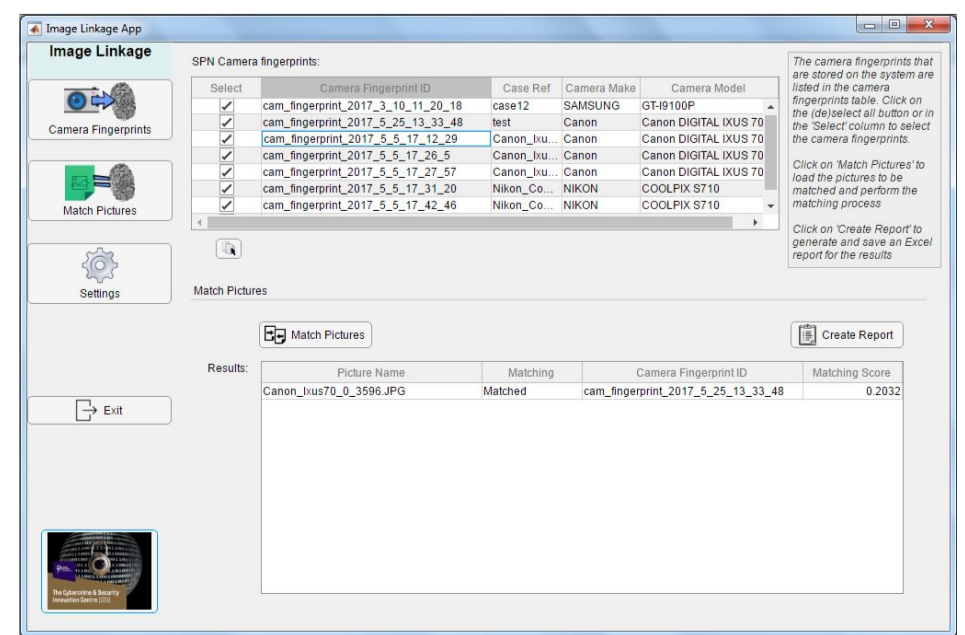 Image Linkage App
Image Linkage
Camera Fingerprints
Match Pictures
Settings
Exit
The Cybercrime & Security
Innovation Centre (CSI)
SPN Camera fingerprints:
Select Camera Fingerprint ID Case Ref Camera Make Camera Model
cam_fingerprint_2017_3_10_11_20_18 case12 SAMSUNG GT-I9100P
cam_fingerprint_2017_5_25_13_33_48 test Canon Canon DIGITAL IXUS 70
cam_fingerprint_2017_5_5_17_12_29 Canon_Ixu... Canon Canon DIGITAL IXUS 70
cam_fingerprint_2017_5_5_17_26_5 Canon_Ixu... Canon Canon DIGITAL IXUS 70
cam_fingerprint_2017_5_5_17_27_57 Canon_Ixu... Canon Canon DIGITAL IXUS 70
cam_fingerprint_2017_5_5_17_31_20 Nikon_Co... NIKON COOLPIX S710
cam_fingerprint_2017_5_5_17_42_46 Nikon_Co... NIKON COOLPIX S710
Match Pictures
Match Pictures
Create Report
Results:
Picture Name Matching Camera Fingerprint ID Matching Score
Canon_Ixus70_0_3596.JPG Matched cam_fingerprint_2017_5_25_13_33_48 0.2032
The camera fingerprints that
are stored on the system are
listed in the camera
fingerprints table. Click on
the (de)select all button or in
the 'Select' column to select
the camera fingerprints.
Click on 'Match Pictures' to
load the pictures to be
matched and perform the
matching process
Click on 'Create Report' to
generate and save an Excel
report for the results